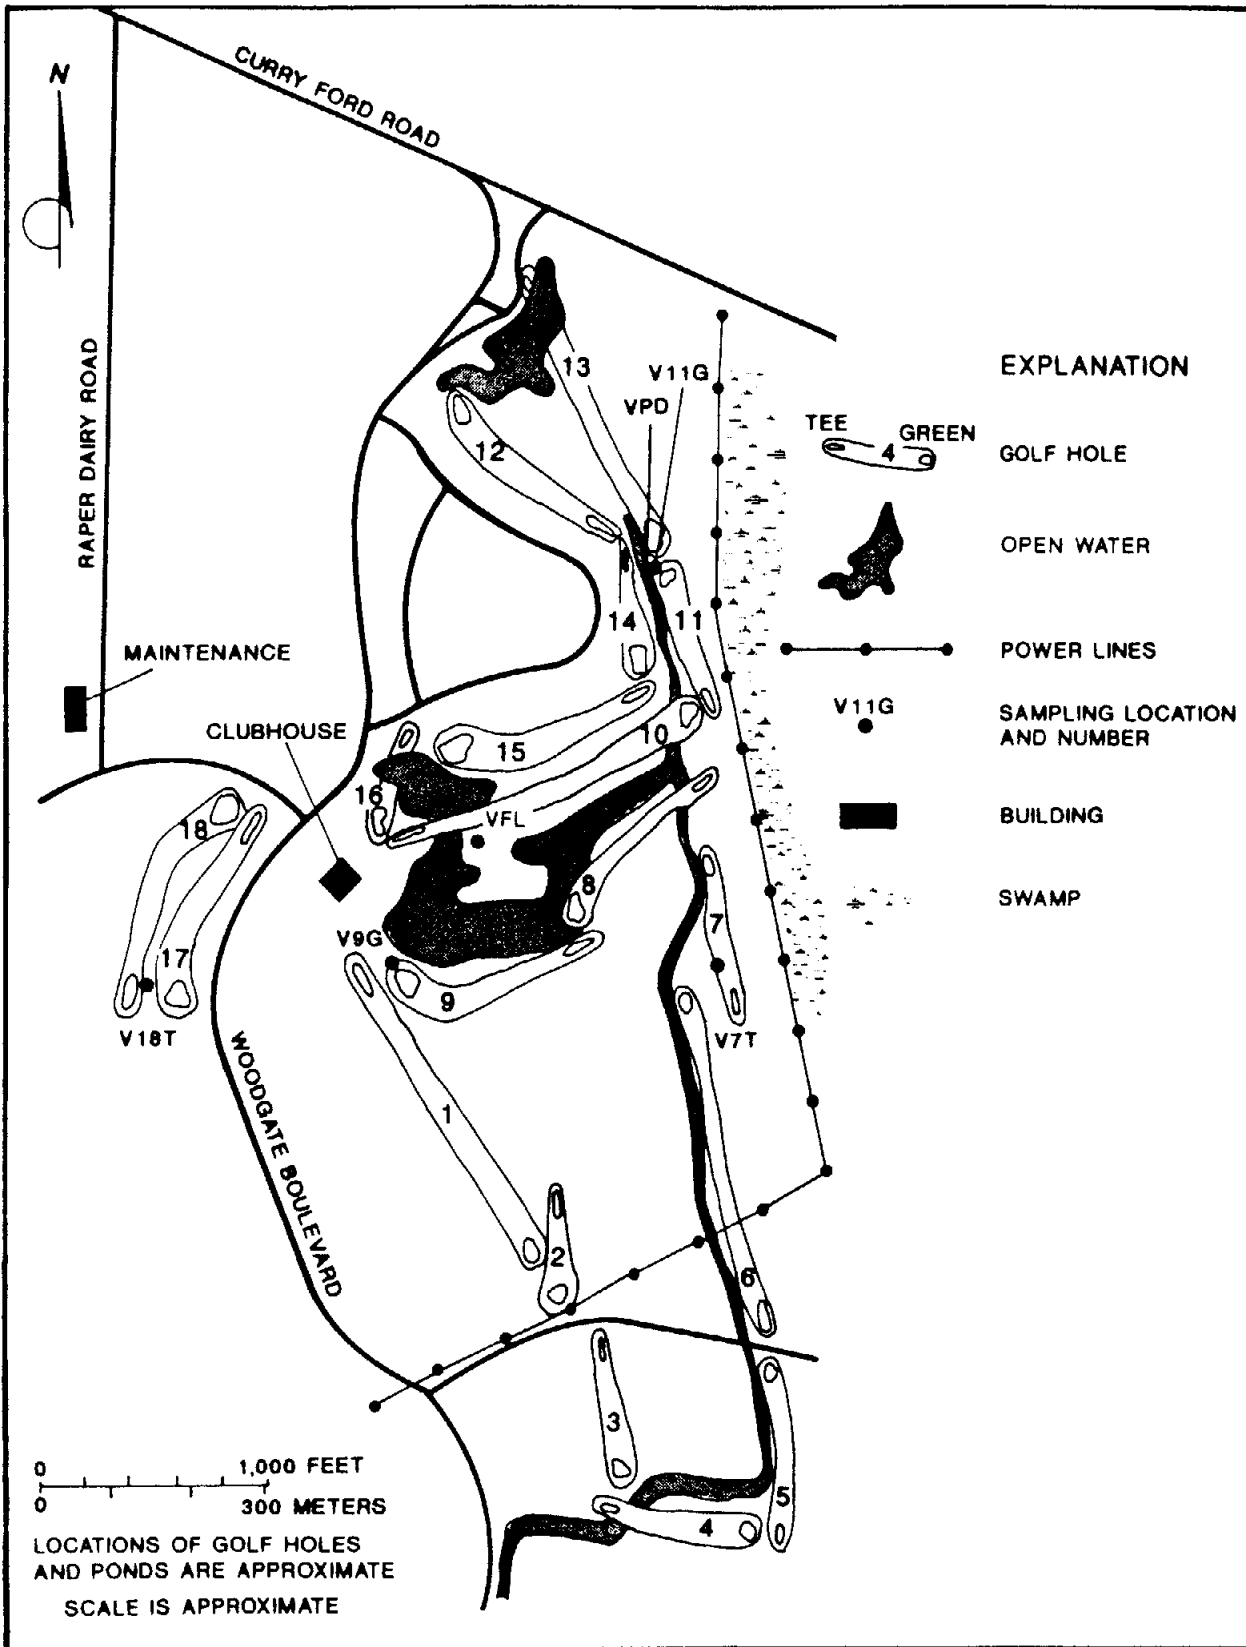 N
CURRY FORD ROAD
RAPER DAIRY ROAD
13
V11G
VPD
12
EXPLANATION
TEE
GREEN
4
GOLF HOLE
OPEN WATER
14
11
POWER LINES
MAINTENANCE
V11G
SAMPLING LOCATION
AND NUMBER
CLUBHOUSE
15
10
16
18
VFL
BUILDING
8
SWAMP
7
V9G
17
9
V18T
V7T
WOODGATE BOULEVARD
1
2
6
3
0 1,000 FEET
0 300 METERS
5
4
LOCATIONS OF GOLF HOLES
AND PONDS ARE APPROXIMATE
SCALE IS APPROXIMATE